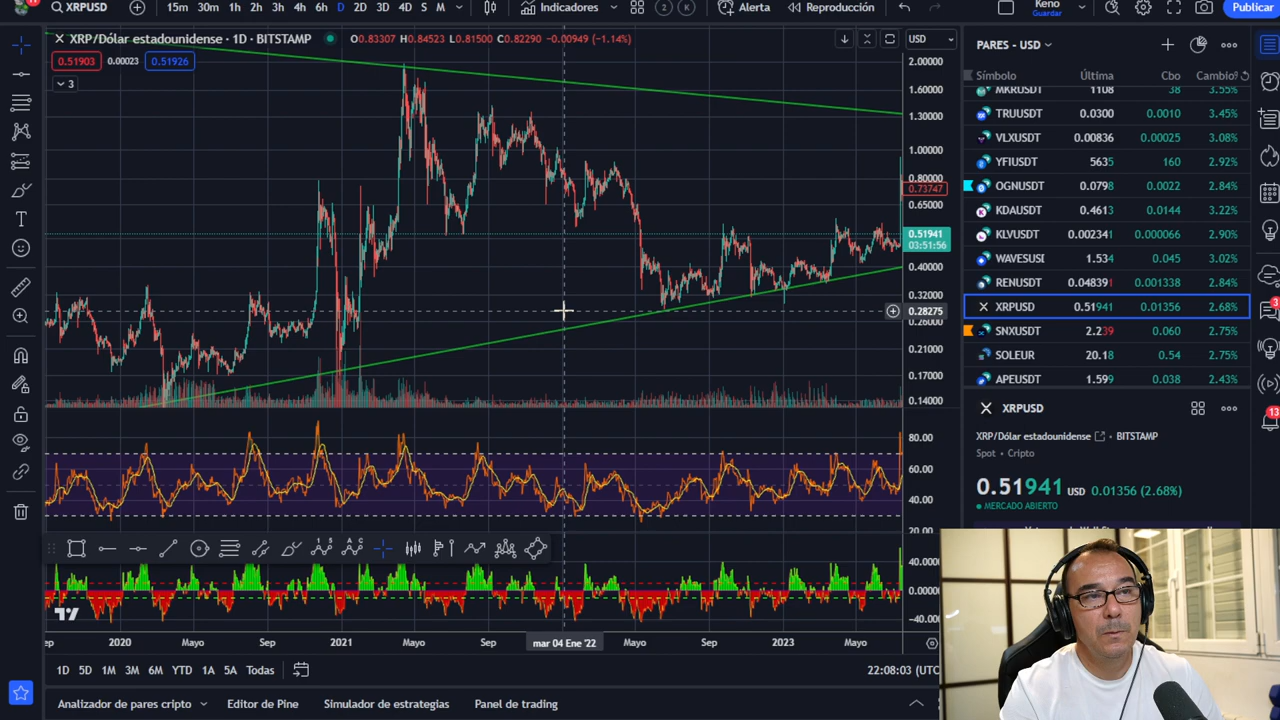 XRPUSD 15m 30m 1h 2h 3h 4h 6h D 2D 3D 4D S M Indicadores 2 K Alerta Reproducción Keno Guardar Publicar
XRP/Dólar estadounidense · 1D · BITSTAMP O0.83307 H0.84523 L0.81500 C0.82290 -0.00949 (-1.14%)
0.51903 0.00023 0.51926
3
USD
2.00000
1.60000
1.30000
1.00000
0.80000
0.73747
0.65000
0.51941
03:51:56
0.40000
0.32000
0.28275
0.26000
0.21000
0.17000
0.14000
80.00
60.00
40.00
20.00
40.0000
0.00000
-40.0000
2020 Mayo Sep 2021 Mayo Sep mar 04 Ene '22 Mayo Sep 2023 Mayo
1D 5D 1M 3M 6M YTD 1A 5A Todas
22:08:03 (UTC
Analizador de pares cripto Editor de Pine Simulador de estrategias Panel de trading
PARES - USD
Símbolo Última Cbo Cambio%
MKRUSDT 1108 38 3.55%
TRUUSDT 0.0300 0.0010 3.45%
VLXUSDT 0.00836 0.00025 3.08%
YFIUSDT 5635 160 2.92%
OGNUSDT 0.0798 0.0022 2.84%
KDAUSDT 0.4613 0.0144 3.22%
KLVUSDT 0.002341 0.000066 2.90%
WAVESUSI 1.534 0.045 3.02%
RENUSDT 0.04839 0.001338 2.84%
XRPUSD 0.51941 0.01356 2.68%
SNXUSDT 2.239 0.060 2.75%
SOLEUR 20.18 0.54 2.75%
APEUSDT 1.599 0.038 2.43%
XRPUSD
XRP/Dólar estadounidense · BITSTAMP
Spot · Cripto
0.51941 USD 0.01356 (2.68%)
MERCADO ABIERTO